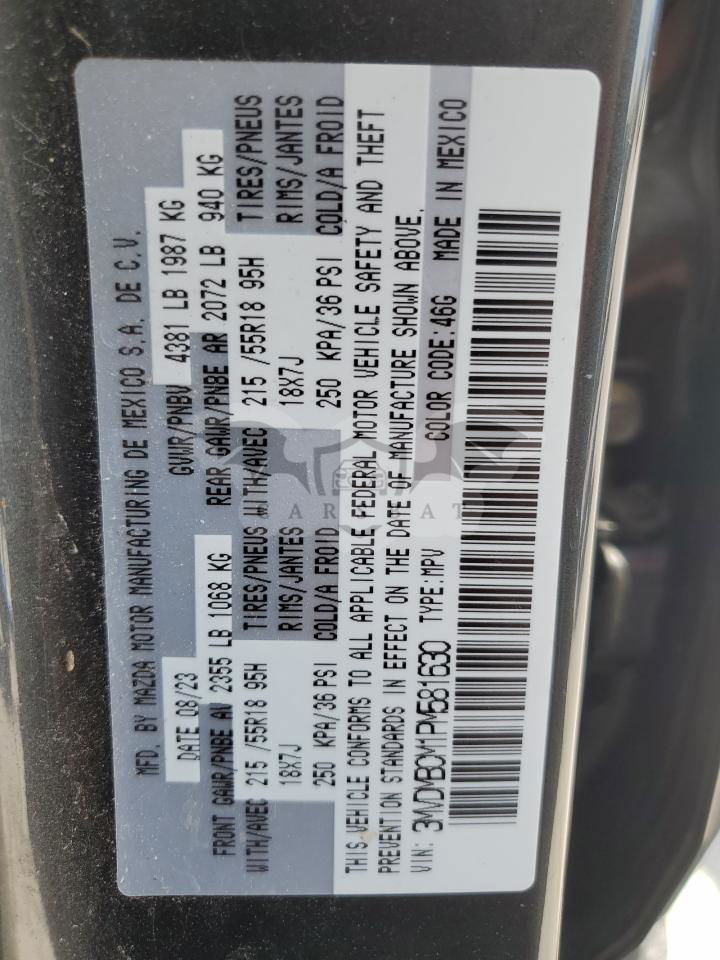 MFD. BY MAZDA MOTOR MANUFACTURING DE MEXICO S.A. DE C.V.
DATE 08/23 GVWR/PNBV 4381 LB 1987 KG
FRONT GAWR/PNBE AV 2355 LB 1068 KG REAR GAWR/PNBE AR 2072 LB 940 KG
WITH/AVEC 215 /55R18 95H TIRES/PNEUS WITH/AVEC 215 /55R18 95H TIRES/PNEUS
18X7J RIMS/JANTES 18X7J RIMS/JANTES
250 KPA/36 PSI COLD/A FROID 250 KPA/36 PSI COLD/A FROID
THIS VEHICLE CONFORMS TO ALL APPLICABLE FEDERAL MOTOR VEHICLE SAFETY AND THEFT
PREVENTION STANDARDS IN EFFECT ON THE DATE OF MANUFACTURE SHOWN ABOVE.
VIN: 3MVDMBCM1PM581630 TYPE:MPV COLOR CODE:46G MADE IN MEXICO